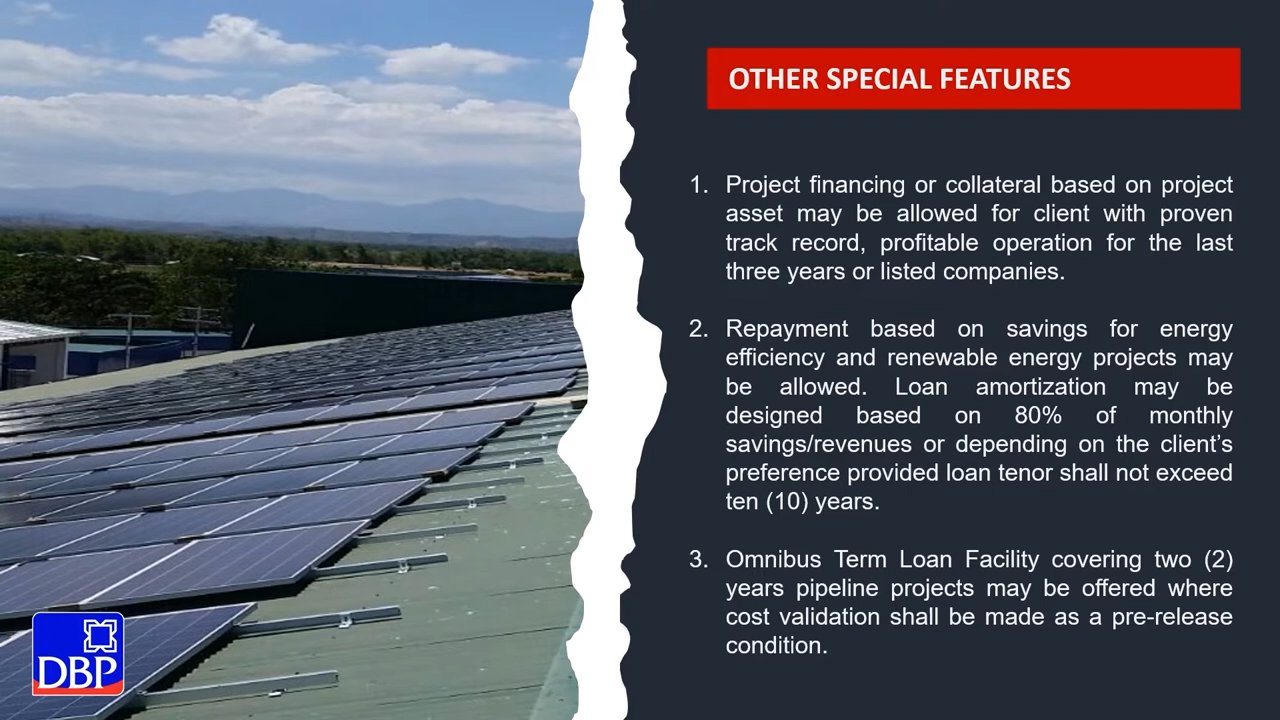 OTHER SPECIAL FEATURES
1. Project financing or collateral based on project
asset may be allowed for client with proven
track record, profitable operation for the last
three years or listed companies.
2. Repayment based on savings for energy
efficiency and renewable energy projects may
be allowed. Loan amortization may be
designed based on 80% of monthly
savings/revenues or depending on the client's
preference provided loan tenor shall not exceed
ten (10) years.
3. Omnibus Term Loan Facility covering two (2)
years pipeline projects may be offered where
cost validation shall be made as a pre-release
condition.
DBP